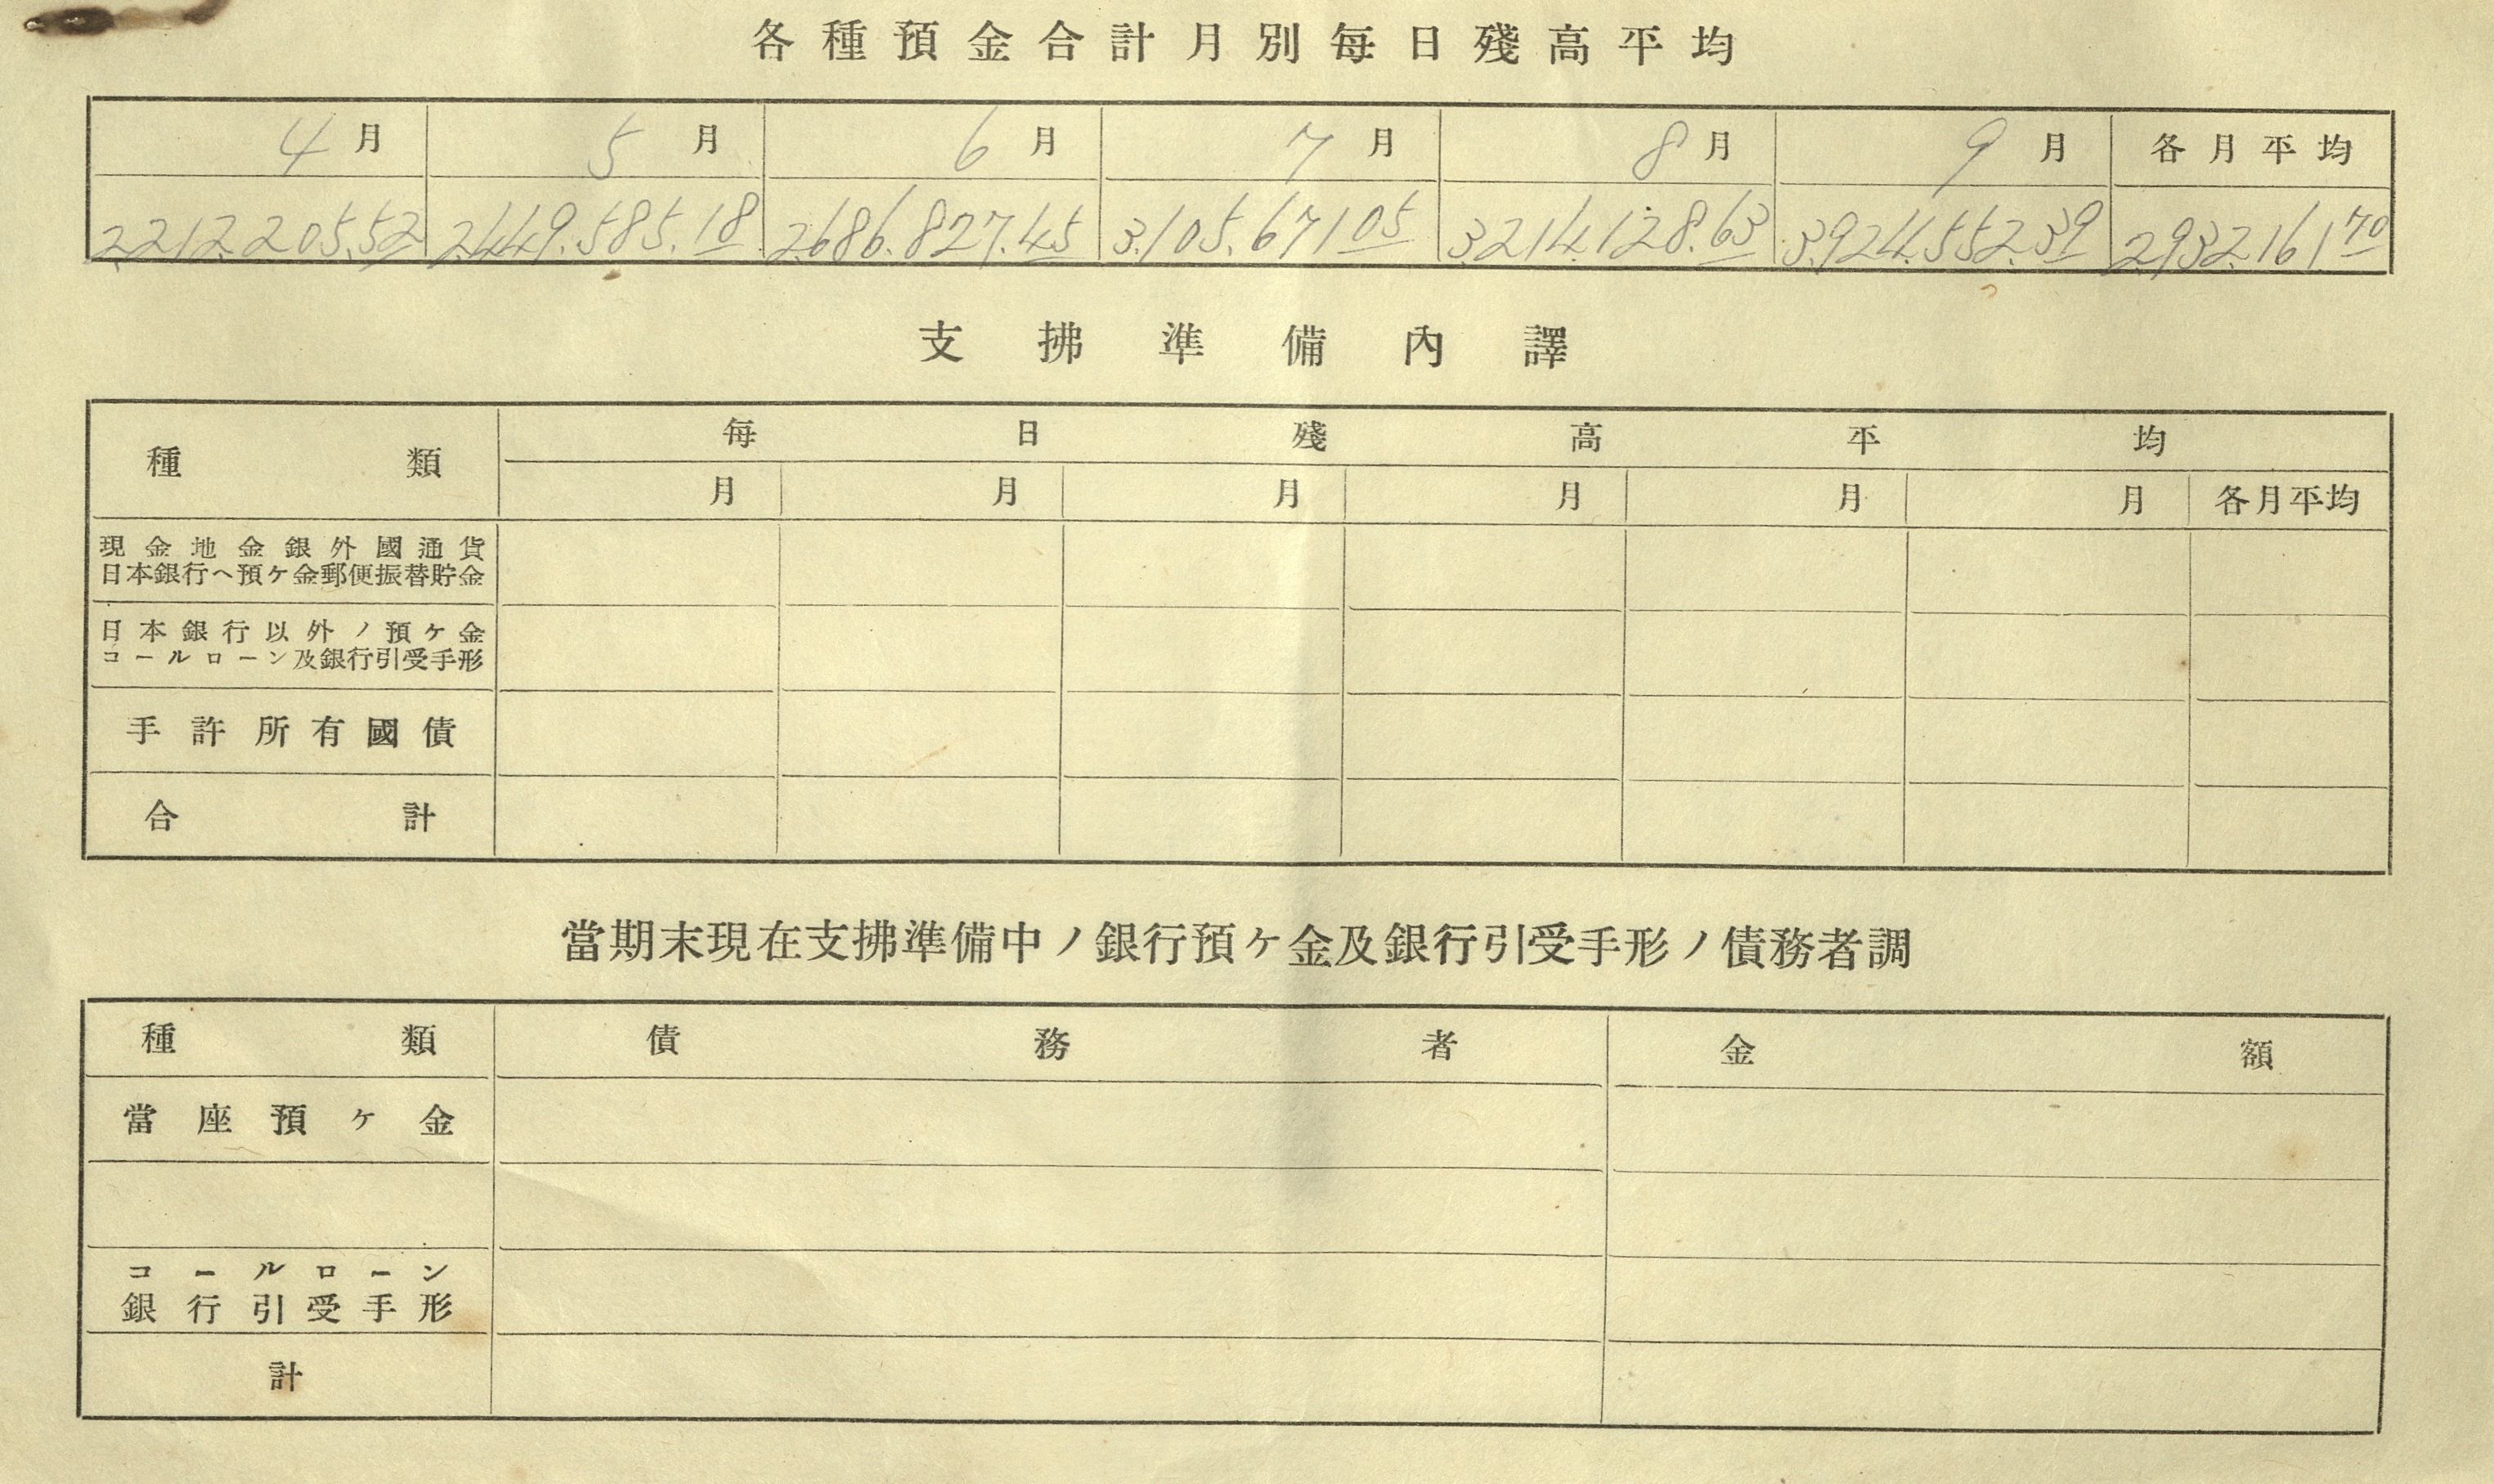 各種預金合計月別每日殘高平均
4月 5月 6月 7月 8月 9月 各月平均
2,212,205.52 2,449,585.18 2,686,827.45 3,105,671.05 3,214,128.63 3,924,552.39 2,932,161.70
支拂準備內譯
種類 每日殘高平均
月 月 月 月 月 月 各月平均
現金地金銀外國通貨
日本銀行ヘ預ケ金郵便振替貯金
日本銀行以外ノ預ケ金
コールローン及銀行引受手形
手許所有國債
合計
當期末現在支拂準備中ノ銀行預ケ金及銀行引受手形ノ債務者調
種類 債務者 金額
當座預ケ金
コールローン
銀行引受手形
計